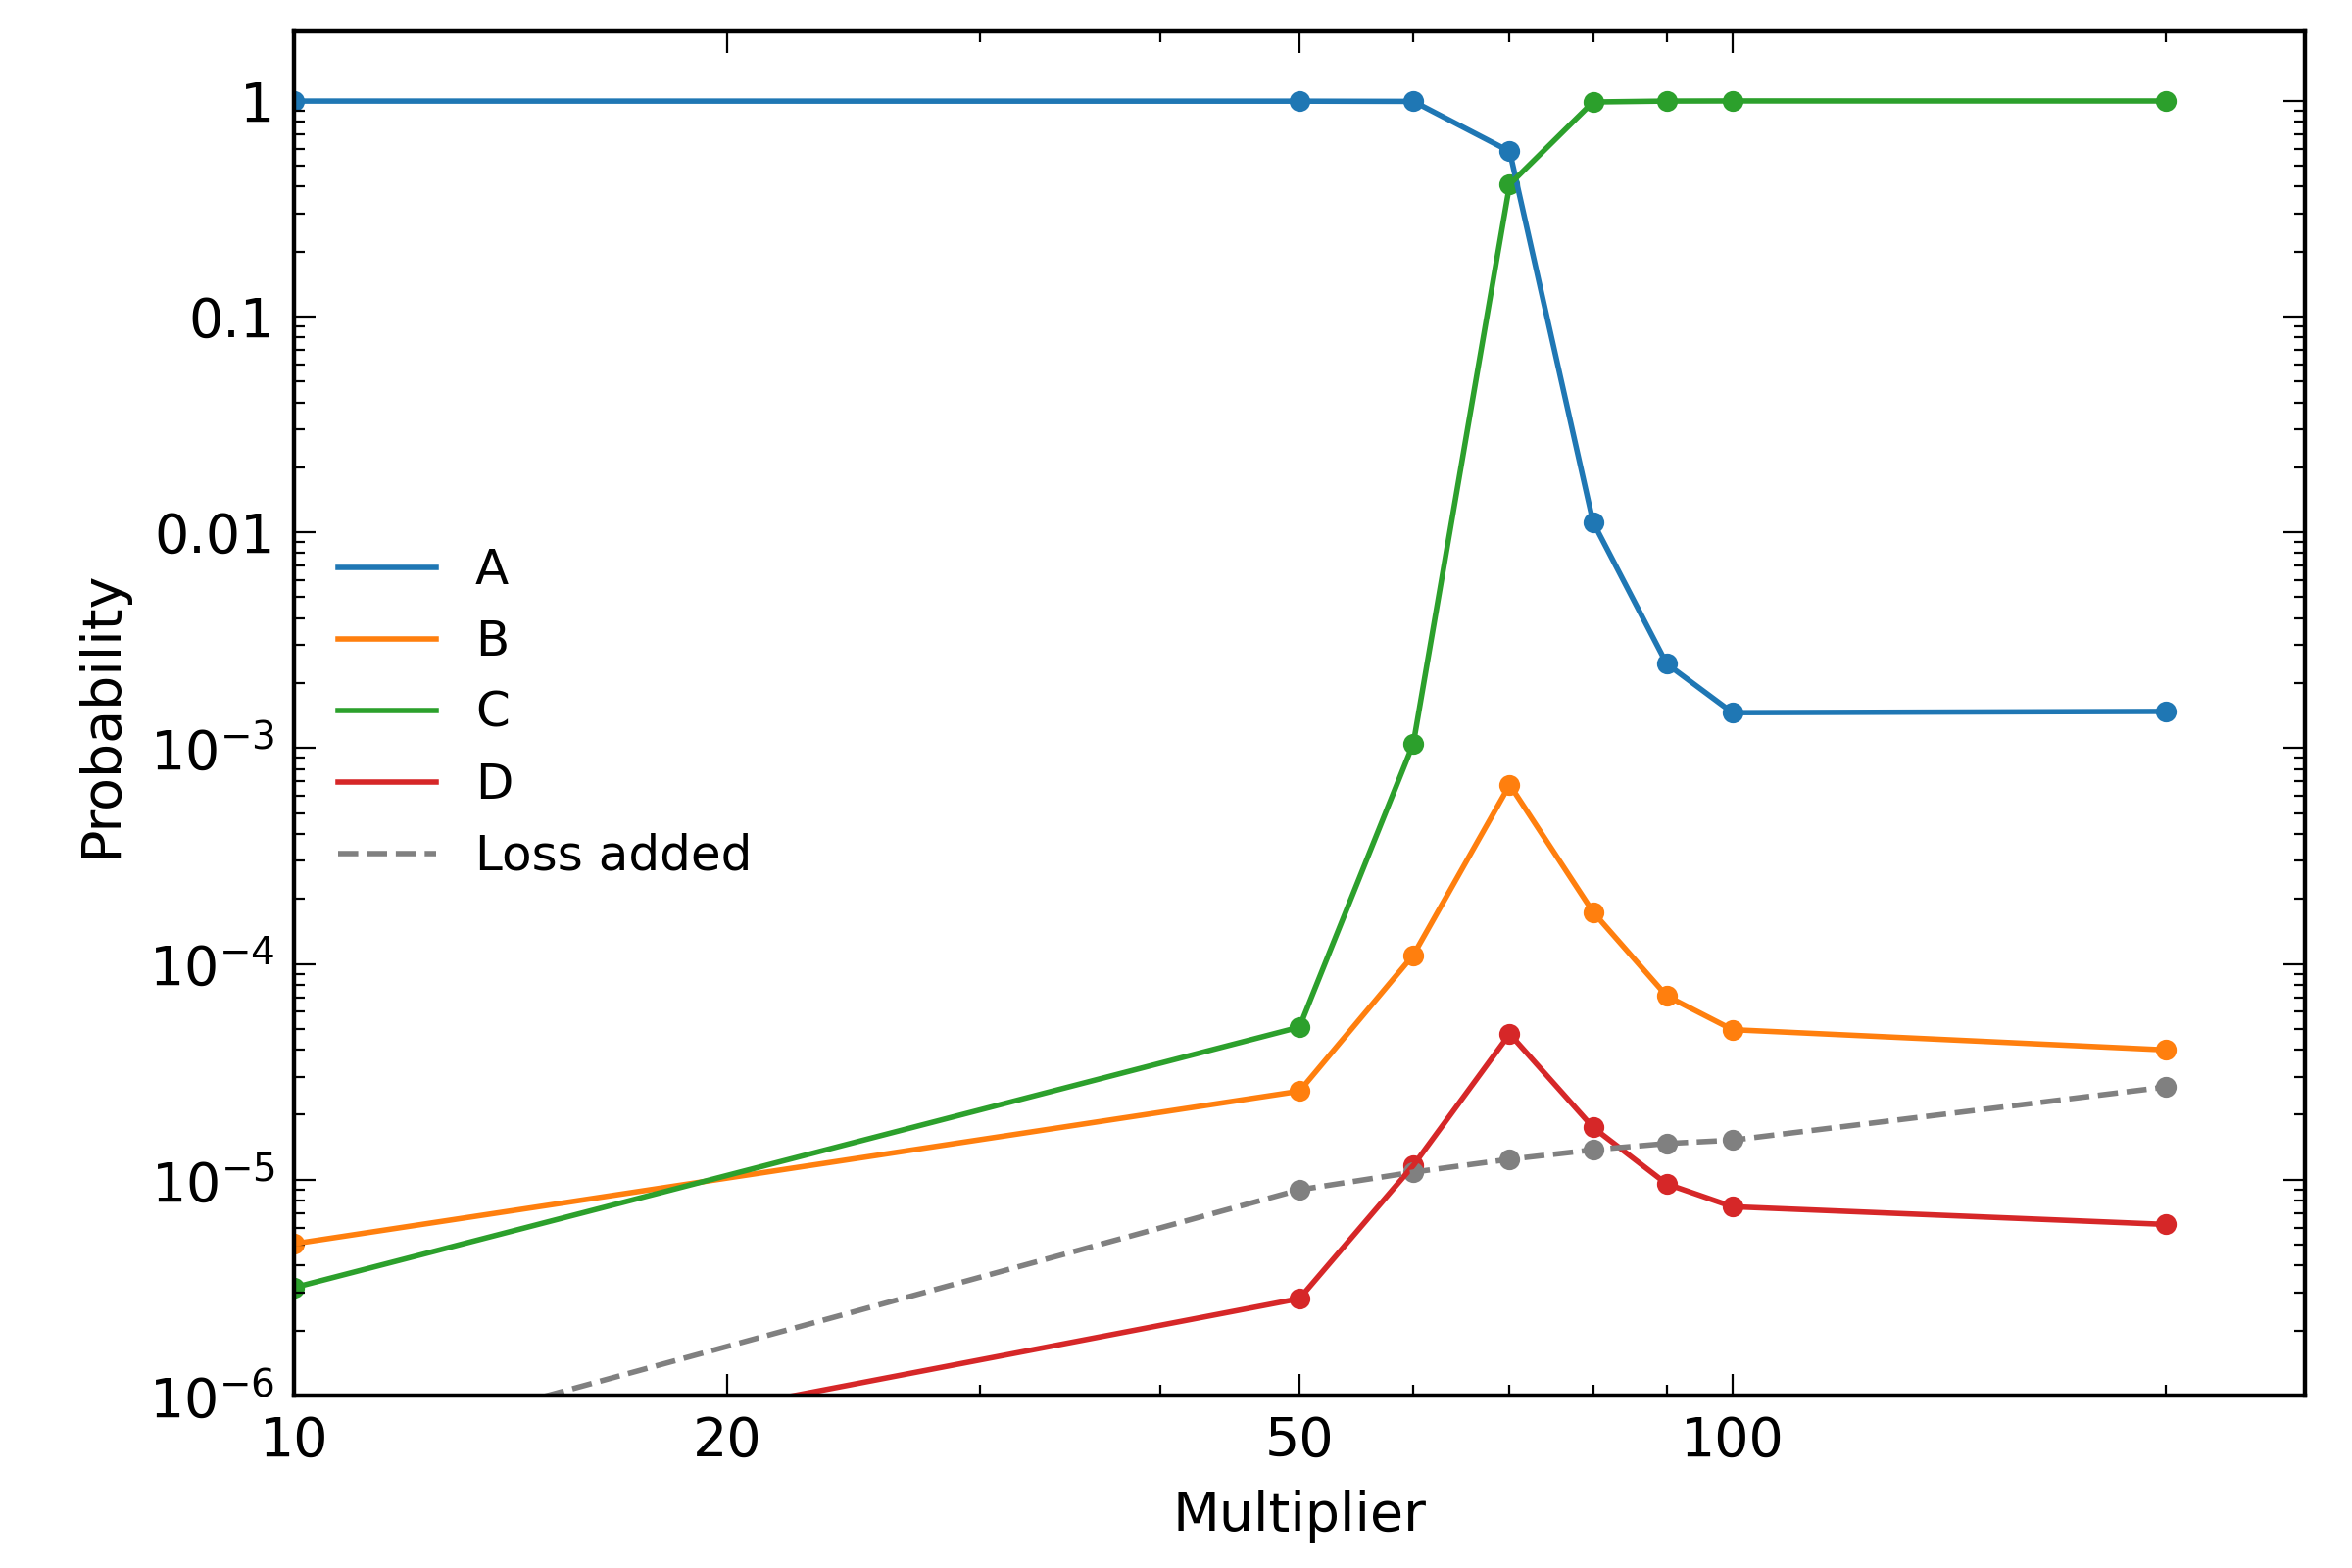 1
0.1
0.01
10⁻³
10⁻⁴
10⁻⁵
10⁻⁶
Probability
A
B
C
D
Loss added
10 20 50 100
Multiplier